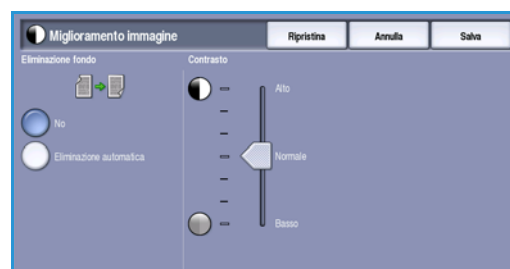 Miglioramento immagine
Ripristina
Annulla
Salva
Eliminazione fondo
Contrasto
Alto
No
Eliminazione automatica
Normale
Basso